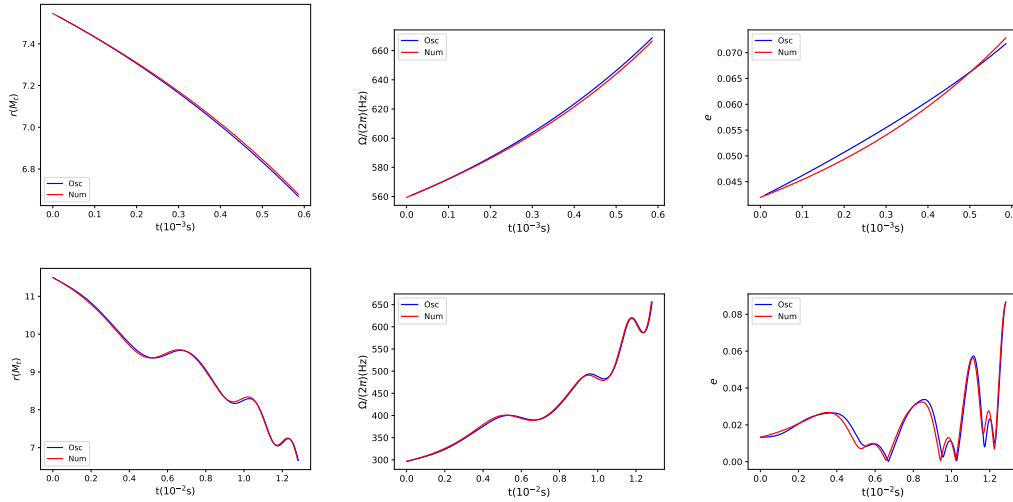 7.4
7.2
7.0
6.8
r(M_t)
Osc
Num
0.0 0.1 0.2 0.3 0.4 0.5 0.6
t(10⁻³s)
660
640
620
600
580
560
Ω/(2π)(Hz)
Osc
Num
0.0 0.1 0.2 0.3 0.4 0.5 0.6
t(10⁻³s)
0.070
0.065
0.060
0.055
0.050
0.045
e
Osc
Num
0.0 0.1 0.2 0.3 0.4 0.5 0.6
t(10⁻³s)
11
10
9
8
7
r(M_t)
Osc
Num
0.0 0.2 0.4 0.6 0.8 1.0 1.2
t(10⁻²s)
650
600
550
500
450
400
350
300
Ω/(2π)(Hz)
Osc
Num
0.0 0.2 0.4 0.6 0.8 1.0 1.2
t(10⁻²s)
0.08
0.06
0.04
0.02
0.00
e
Osc
Num
0.0 0.2 0.4 0.6 0.8 1.0 1.2
t(10⁻²s)